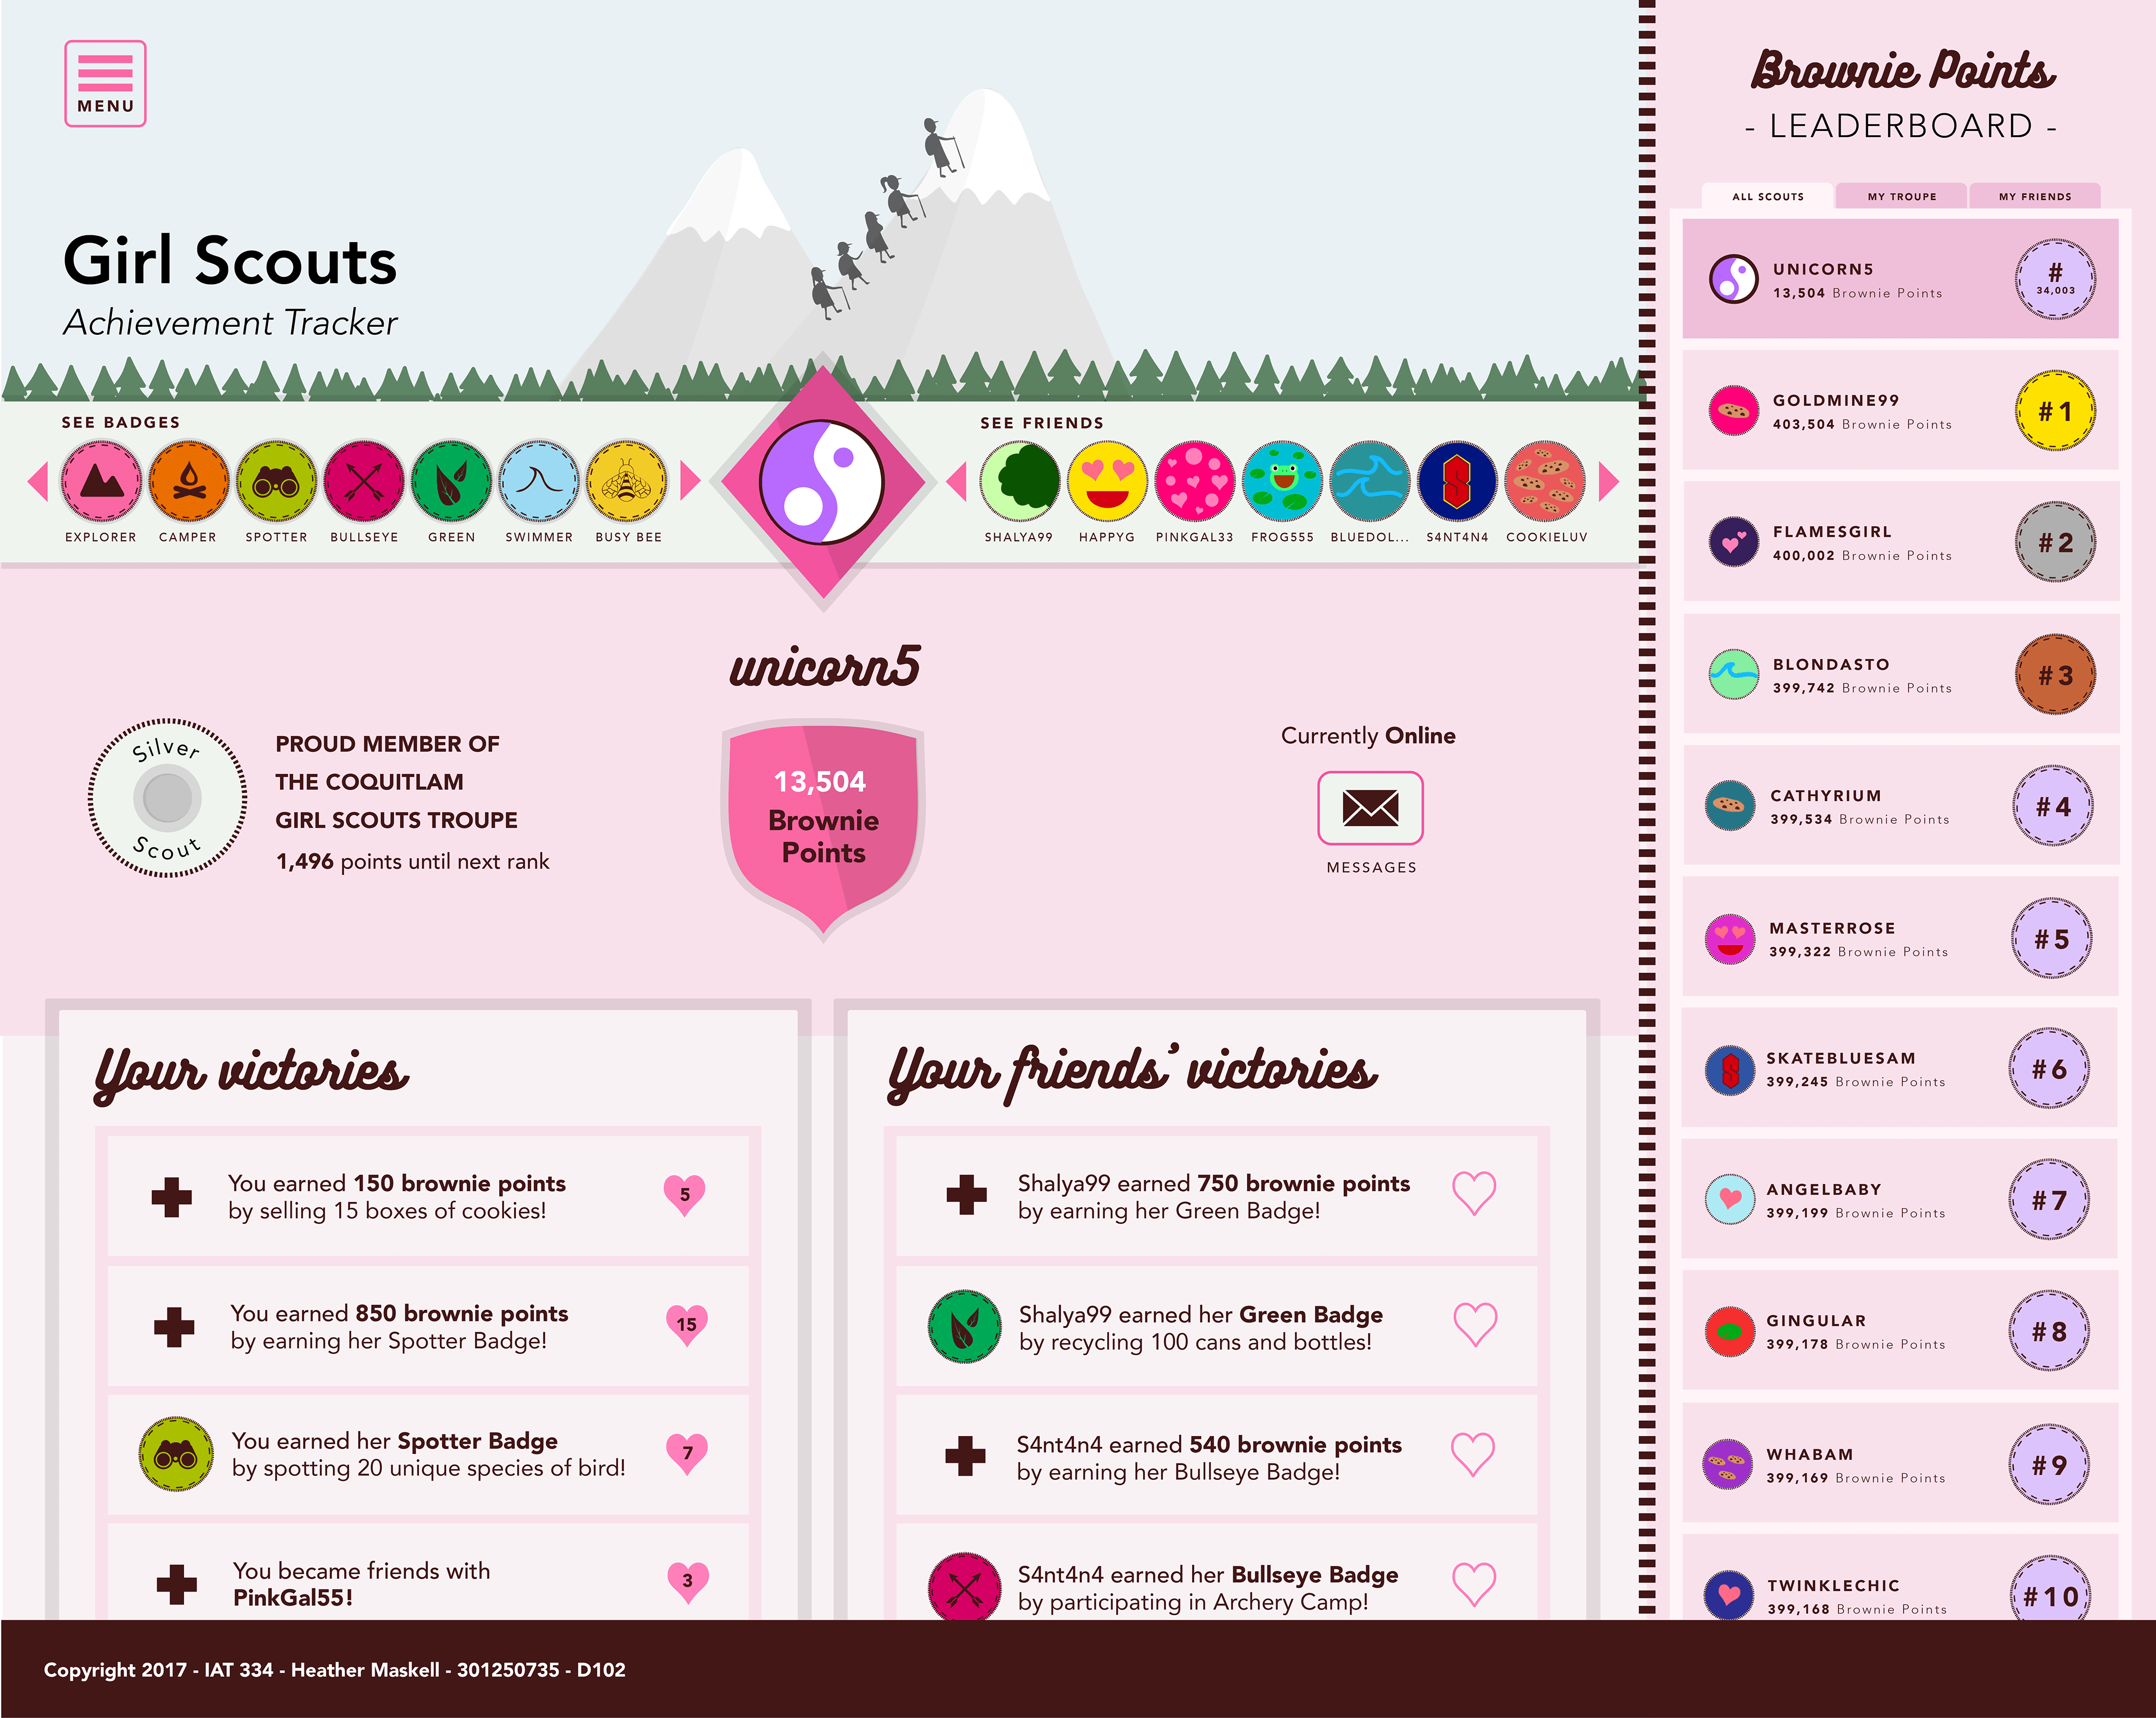 MENU
Girl Scouts
Achievement Tracker
SEE BADGES
EXPLORER
CAMPER
SPOTTER
BULLSEYE
GREEN
SWIMMER
BUSY BEE
SEE FRIENDS
SHALYA99
HAPPYG
PINKGAL33
FROG555
BLUEDOL...
S4NT4N4
COOKIELUV
unicorn5
Silver
Scout
PROUD MEMBER OF
THE COQUITLAM
GIRL SCOUTS TROUPE
1,496 points until next rank
13,504
Brownie
Points
Currently Online
MESSAGES
Your victories
You earned 150 brownie points
by selling 15 boxes of cookies!
5
You earned 850 brownie points
by earning her Spotter Badge!
15
You earned her Spotter Badge
by spotting 20 unique species of bird!
7
You became friends with
PinkGal55!
3
Your friends' victories
Shalya99 earned 750 brownie points
by earning her Green Badge!
Shalya99 earned her Green Badge
by recycling 100 cans and bottles!
S4nt4n4 earned 540 brownie points
by earning her Bullseye Badge!
S4nt4n4 earned her Bullseye Badge
by participating in Archery Camp!
Brownie Points
- LEADERBOARD -
ALL SCOUTS
MY TROUPE
MY FRIENDS
UNICORN5
13,504 Brownie Points
#
34,003
GOLDMINE99
403,504 Brownie Points
#1
FLAMESGIRL
400,002 Brownie Points
#2
BLONDASTO
399,742 Brownie Points
#3
CATHYRIUM
399,534 Brownie Points
#4
MASTERROSE
399,322 Brownie Points
#5
SKATEBLUESAM
399,245 Brownie Points
#6
ANGELBABY
399,199 Brownie Points
#7
GINGULAR
399,178 Brownie Points
#8
WHABAM
399,169 Brownie Points
#9
TWINKLECHIC
399,168 Brownie Points
#10
Copyright 2017 - IAT 334 - Heather Maskell - 301250735 - D102